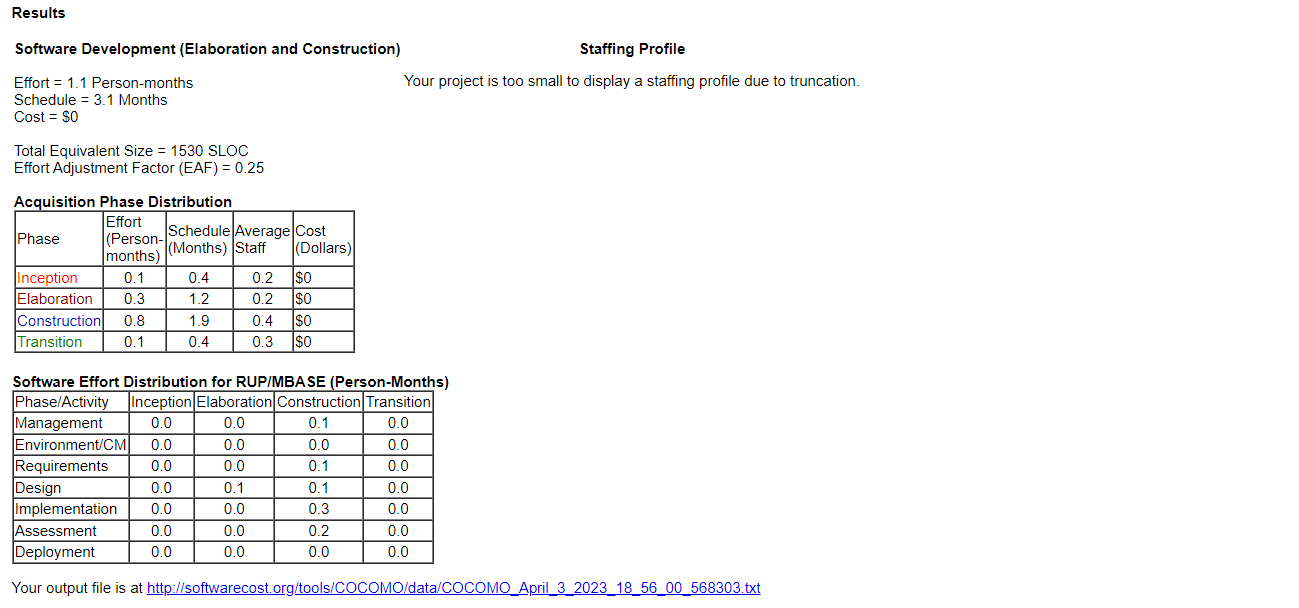 Results
Software Development (Elaboration and Construction)
Staffing Profile
Effort = 1.1 Person-months
Your project is too small to display a staffing profile due to truncation.
Schedule = 3.1 Months
Cost = $0
Total Equivalent Size = 1530 SLOC
Effort Adjustment Factor (EAF) = 0.25
Acquisition Phase Distribution
Phase Effort (Person-months) Schedule (Months) Average Staff Cost (Dollars)
Inception 0.1 0.4 0.2 $0
Elaboration 0.3 1.2 0.2 $0
Construction 0.8 1.9 0.4 $0
Transition 0.1 0.4 0.3 $0
Software Effort Distribution for RUP/MBASE (Person-Months)
Phase/Activity Inception Elaboration Construction Transition
Management 0.0 0.0 0.1 0.0
Environment/CM 0.0 0.0 0.0 0.0
Requirements 0.0 0.0 0.1 0.0
Design 0.0 0.1 0.1 0.0
Implementation 0.0 0.0 0.3 0.0
Assessment 0.0 0.0 0.2 0.0
Deployment 0.0 0.0 0.0 0.0
Your output file is at http://softwarecost.org/tools/COCOMO/data/COCOMO_April_3_2023_18_56_00_568303.txt